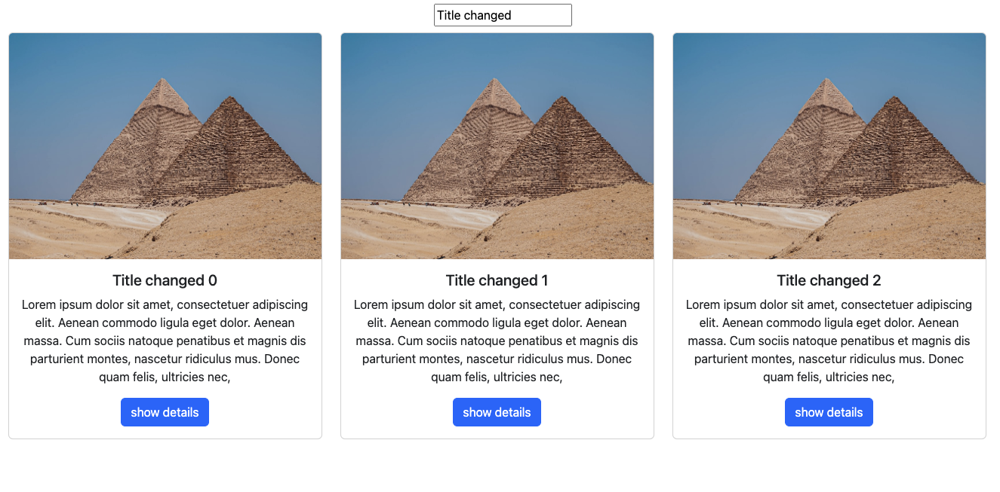 Title changed
Title changed 0
Lorem ipsum dolor sit amet, consectetuer adipiscing
elit. Aenean commodo ligula eget dolor. Aenean
massa. Cum sociis natoque penatibus et magnis dis
parturient montes, nascetur ridiculus mus. Donec
quam felis, ultricies nec,
show details
Title changed 1
Lorem ipsum dolor sit amet, consectetuer adipiscing
elit. Aenean commodo ligula eget dolor. Aenean
massa. Cum sociis natoque penatibus et magnis dis
parturient montes, nascetur ridiculus mus. Donec
quam felis, ultricies nec,
show details
Title changed 2
Lorem ipsum dolor sit amet, consectetuer adipiscing
elit. Aenean commodo ligula eget dolor. Aenean
massa. Cum sociis natoque penatibus et magnis dis
parturient montes, nascetur ridiculus mus. Donec
quam felis, ultricies nec,
show details